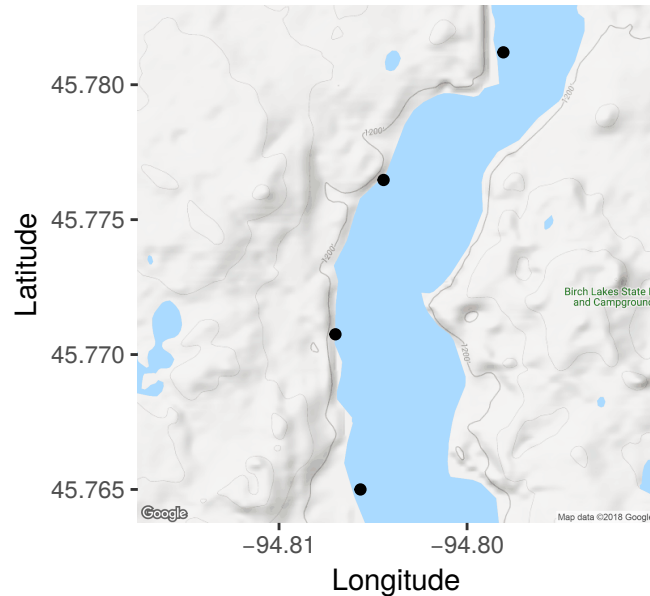 45.780
45.775
45.770
45.765
Latitude
1200'
1200'
1200'
1200'
Birch Lakes State
and Campground
Google
Map data ©2018 Google
−94.81
−94.80
Longitude